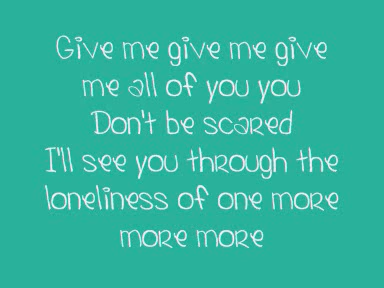 Give me give me give
me all of you you
Don't be scared
I'll see you through the
loneliness of one more
more more